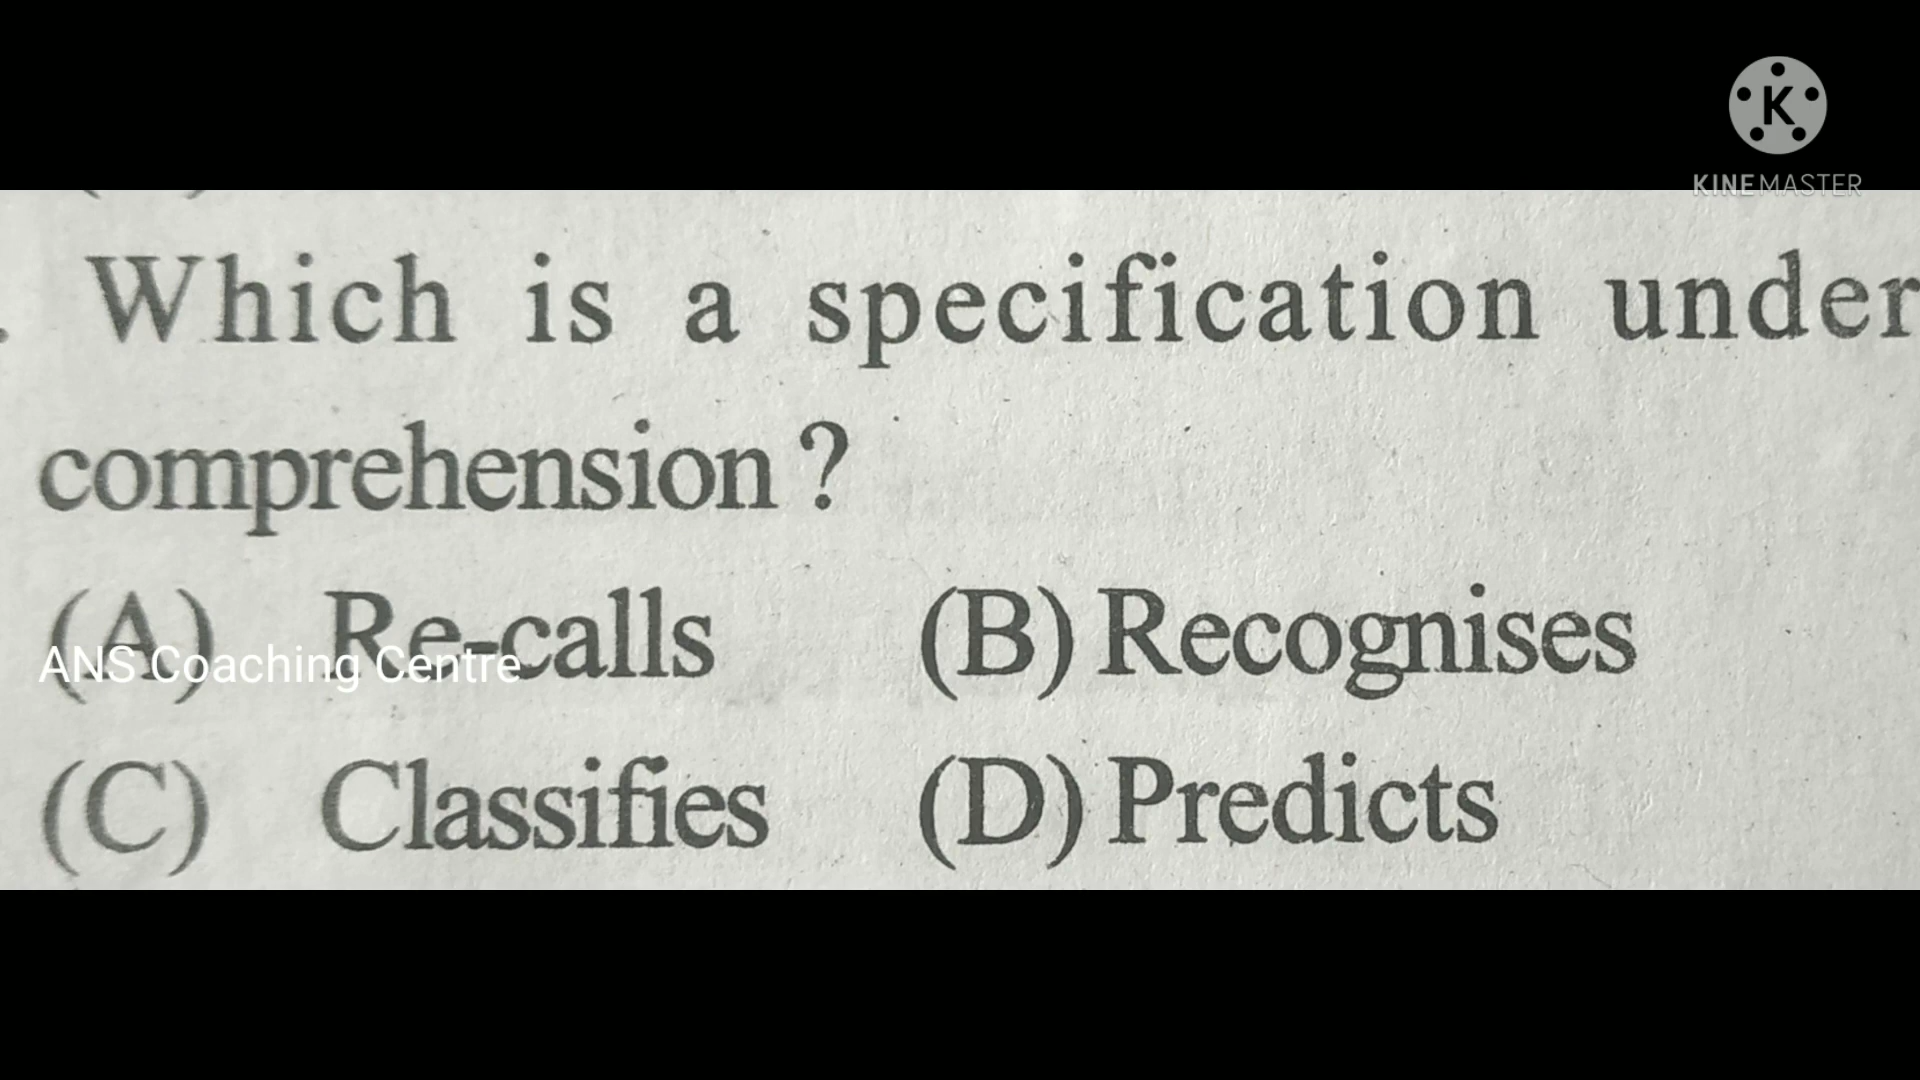 K
KINEMASTER
. Which is a specification under
comprehension ?
(A) Re-calls (B) Recognises
ANS Coaching Centre
(C) Classifies (D) Predicts